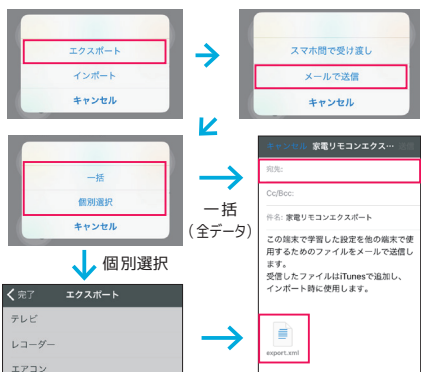 エクスポート
インポート
キャンセル
スマホ間で受け渡し
メールで送信
キャンセル
一括
個別選択
キャンセル
一括
(全データ)
個別選択
キャンセル 家電リモコンエクス… 送信
宛先:
Cc/Bcc:
件名: 家電リモコンエクスポート
この端末で学習した設定を他の端末で使
用するためのファイルをメールで送信し
ます。
受信したファイルはiTunesで追加し、
インポート時に使用します。
export.xml
完了 エクスポート
テレビ
レコーダー
エアコン